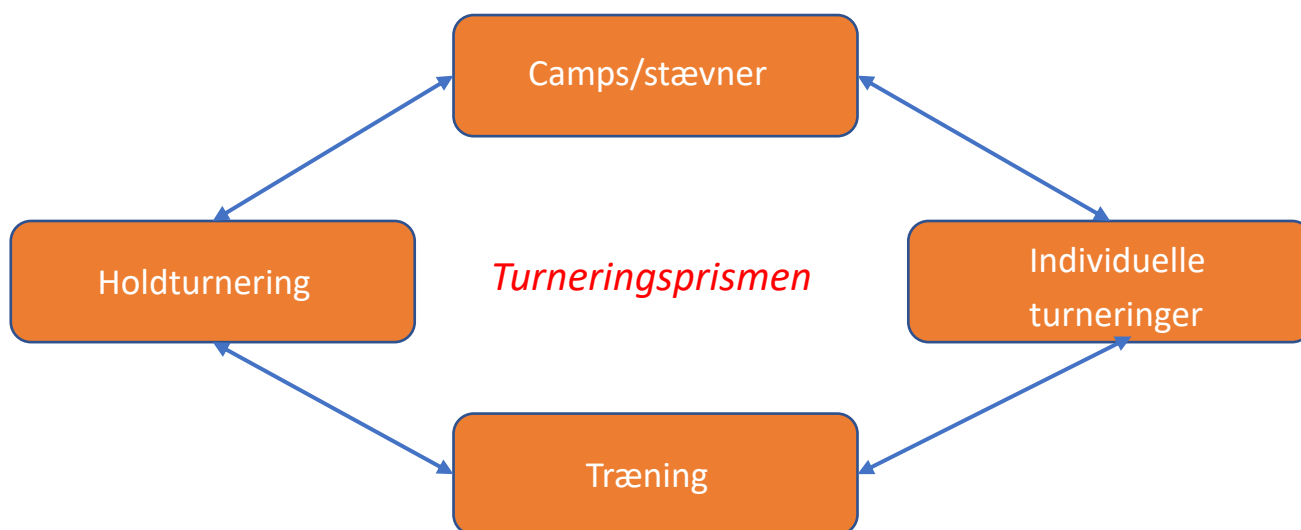 Camps/stævner
Holdturnering
Turneringsprismen
Individuelle
turneringer
Træning